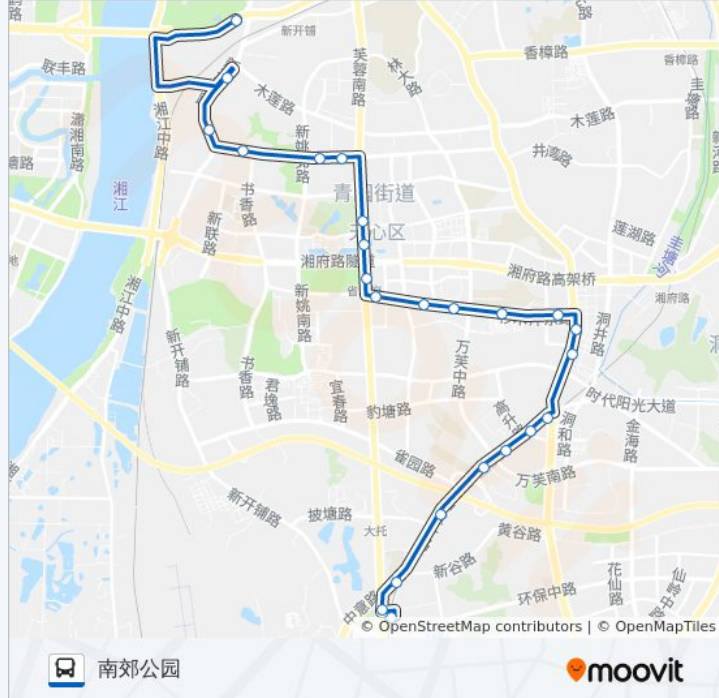 新开铺
香樟路
香樟路
联丰路
芙蓉南路
林大路
圭塘路
木莲路
木莲路
湘江中路
潇湘南路
新姚北路
井湾路
湘江
书香路
青园街道
新联路
天心区
莲湖路
圭塘河
湘府路隧道
湘府路高架桥
湘江中路
新姚南路
湘府路
洞井路
新开铺路
书香路
万芙中路
君逸路
宜春路
时代阳光大道
豹塘路
洞和路
金海路
雀园路
万芙南路
新开铺路
披塘路
大托
黄谷路
新谷路
花仙路
中意路
环保中路
© OpenStreetMap contributors | © OpenMapTiles
南郊公园
moovit